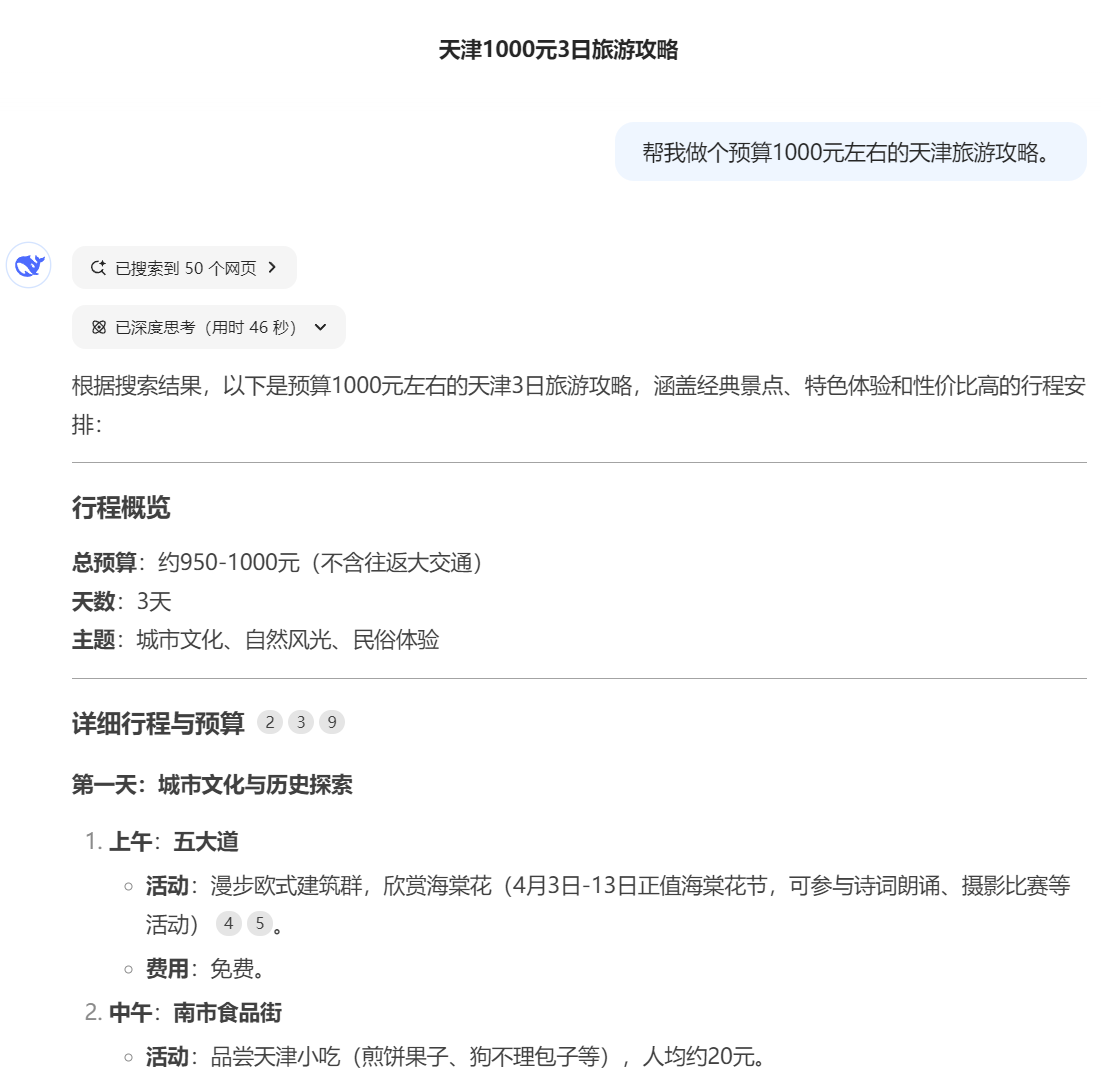 天津1000元3日旅游攻略
帮我做个预算1000元左右的天津旅游攻略。
已搜索到 50 个网页
已深度思考（用时 46 秒）
根据搜索结果，以下是预算1000元左右的天津3日旅游攻略，涵盖经典景点、特色体验和性价比高的行程安
排：
行程概览
总预算：约950-1000元（不含往返大交通）
天数：3天
主题：城市文化、自然风光、民俗体验
详细行程与预算 2 3 9
第一天：城市文化与历史探索
1. 上午：五大道
活动：漫步欧式建筑群，欣赏海棠花（4月3日-13日正值海棠花节，可参与诗词朗诵、摄影比赛等
活动） 4 5 。
费用：免费。
2. 中午：南市食品街
活动：品尝天津小吃（煎饼果子、狗不理包子等），人均约20元。